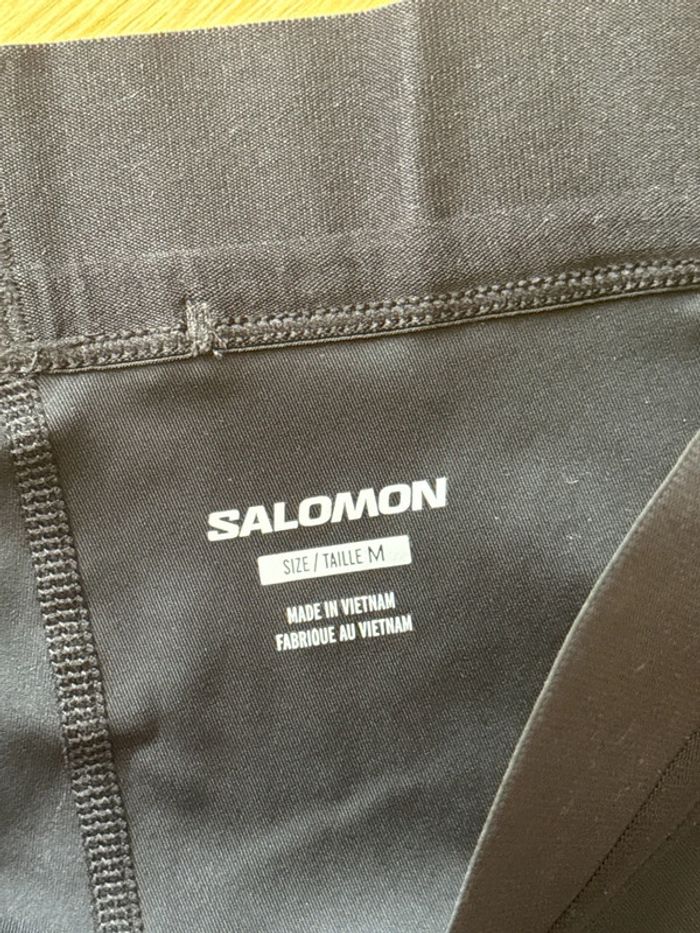 SALOMON
SIZE / TAILLE M
MADE IN VIETNAM
FABRIQUE AU VIETNAM